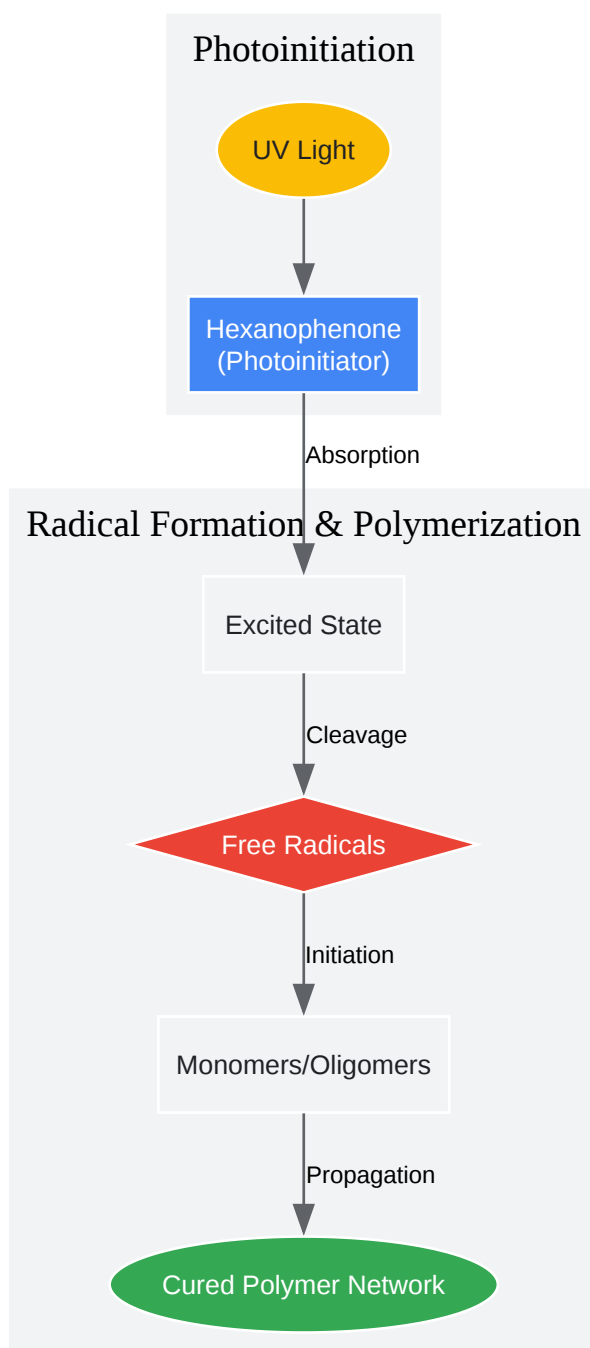 Photoinitiation
UV Light
Hexanophenone
(Photoinitiator)
Absorption
Radical Formation & Polymerization
Excited State
Cleavage
Free Radicals
Initiation
Monomers/Oligomers
Propagation
Cured Polymer Network